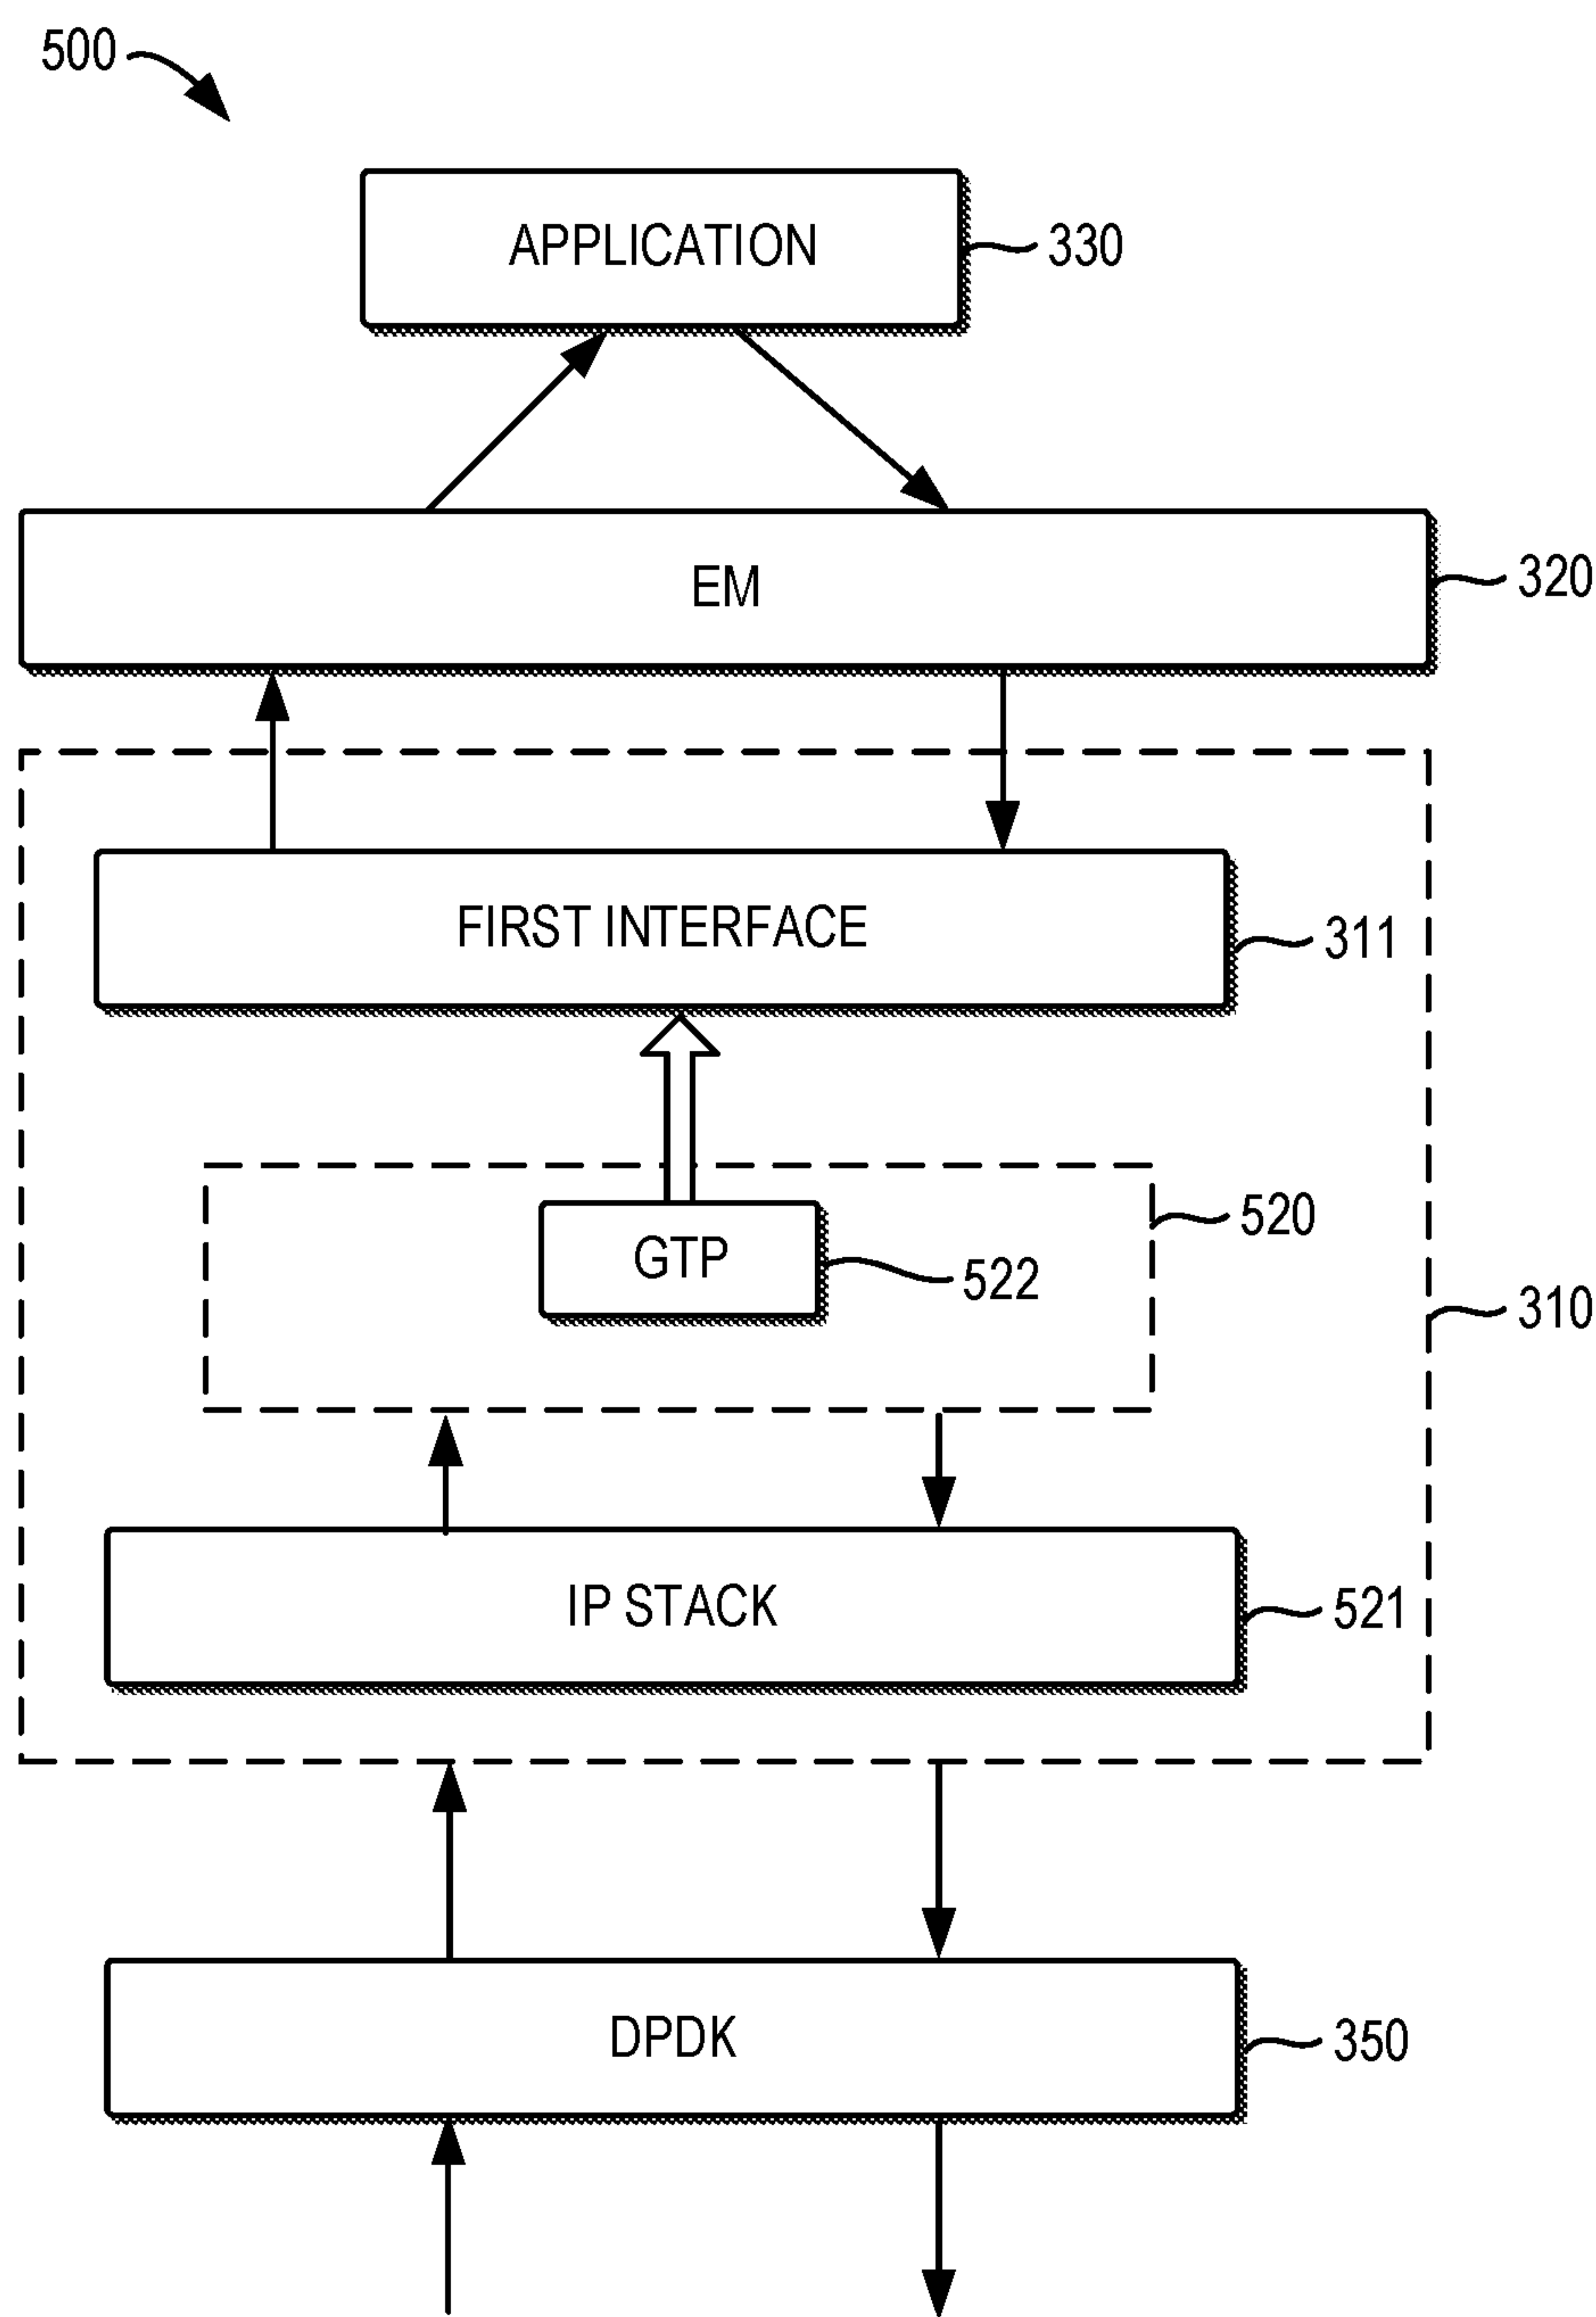 500
APPLICATION
330
EM
320
FIRST INTERFACE
311
520
GTP
522
310
IP STACK
521
DPDK
350